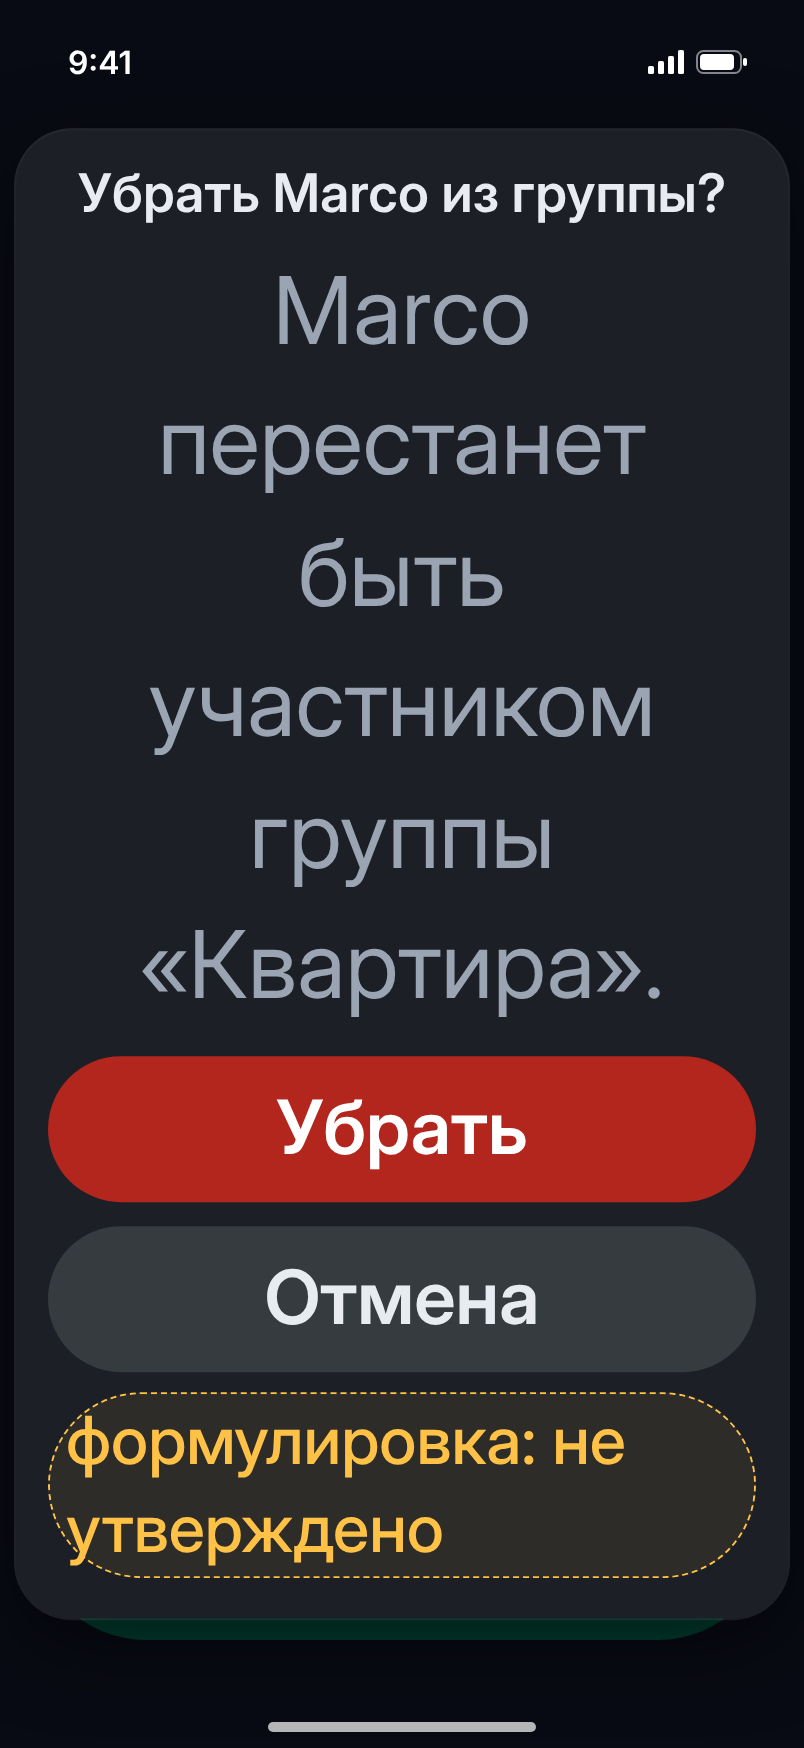 9:41
Убрать Marco из группы?
Marco
перестанет
быть
участником
группы
«Квартира».
Убрать
Отмена
формулировка: не
утверждено